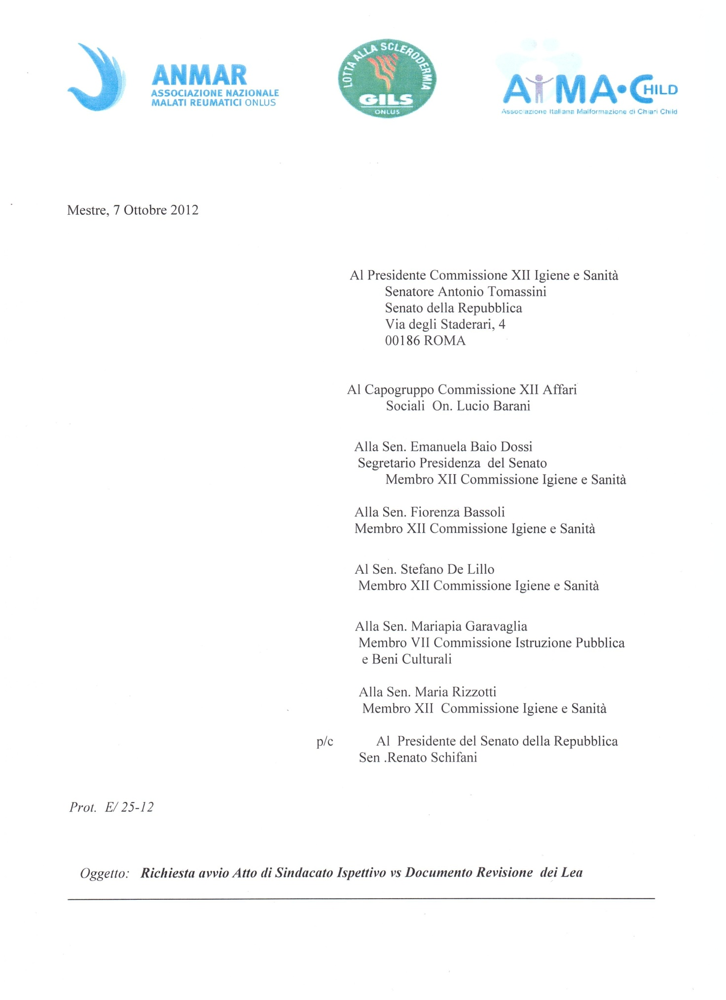 ANMAR
ASSOCIAZIONE NAZIONALE
MALATI REUMATICI ONLUS
LOTTA ALLA SCLERODERMIA
GILS
ONLUS
AIMA•CHILD
Associazione Italiana Malformazione di Chiari Child
Mestre, 7 Ottobre 2012
Al Presidente Commissione XII Igiene e Sanità
Senatore Antonio Tomassini
Senato della Repubblica
Via degli Staderari, 4
00186 ROMA
Al Capogruppo Commissione XII Affari
Sociali On. Lucio Barani
Alla Sen. Emanuela Baio Dossi
Segretario Presidenza del Senato
Membro XII Commissione Igiene e Sanità
Alla Sen. Fiorenza Bassoli
Membro XII Commissione Igiene e Sanità
Al Sen. Stefano De Lillo
Membro XII Commissione Igiene e Sanità
Alla Sen. Mariapia Garavaglia
Membro VII Commissione Istruzione Pubblica
e Beni Culturali
Alla Sen. Maria Rizzotti
Membro XII Commissione Igiene e Sanità
p/c Al Presidente del Senato della Repubblica
Sen .Renato Schifani
Prot. E/ 25-12
Oggetto: Richiesta avvio Atto di Sindacato Ispettivo vs Documento Revisione dei Lea